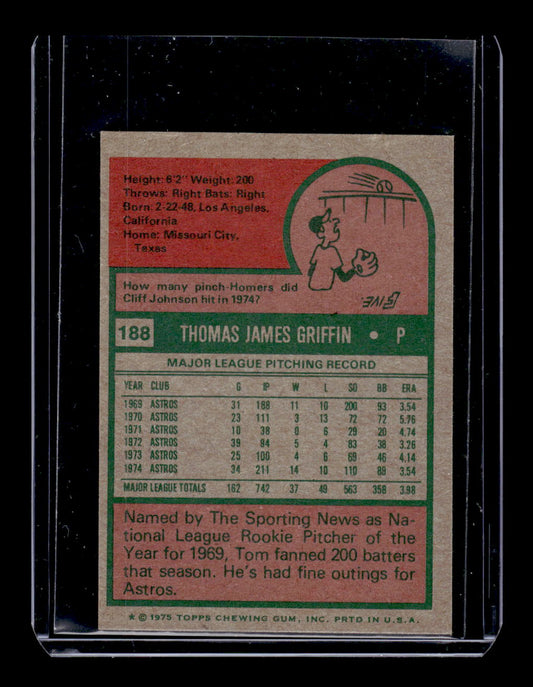 Height: 6'2" Weight: 200
Throws: Right Bats: Right
Born: 2-22-48, Los Angeles,
California
Home: Missouri City,
Texas
How many pinch-Homers did
Cliff Johnson hit in 1974?
FIVE.
188 THOMAS JAMES GRIFFIN • P
MAJOR LEAGUE PITCHING RECORD
YEAR CLUB G IP W L SO BB ERA
1969 ASTROS 31 188 11 10 200 93 3.54
1970 ASTROS 23 111 3 13 72 72 5.76
1971 ASTROS 10 38 0 6 29 20 4.74
1972 ASTROS 39 94 5 4 83 38 3.26
1973 ASTROS 25 100 4 6 69 46 4.14
1974 ASTROS 34 211 14 10 110 89 3.54
MAJOR LEAGUE TOTALS 162 742 37 49 563 358 3.98
Named by The Sporting News as Na-
tional League Rookie Pitcher of
the Year for 1969, Tom fanned 200 batters
that season. He's had fine outings for
Astros.
* © 1975 TOPPS CHEWING GUM, INC. PRTD IN U.S.A.